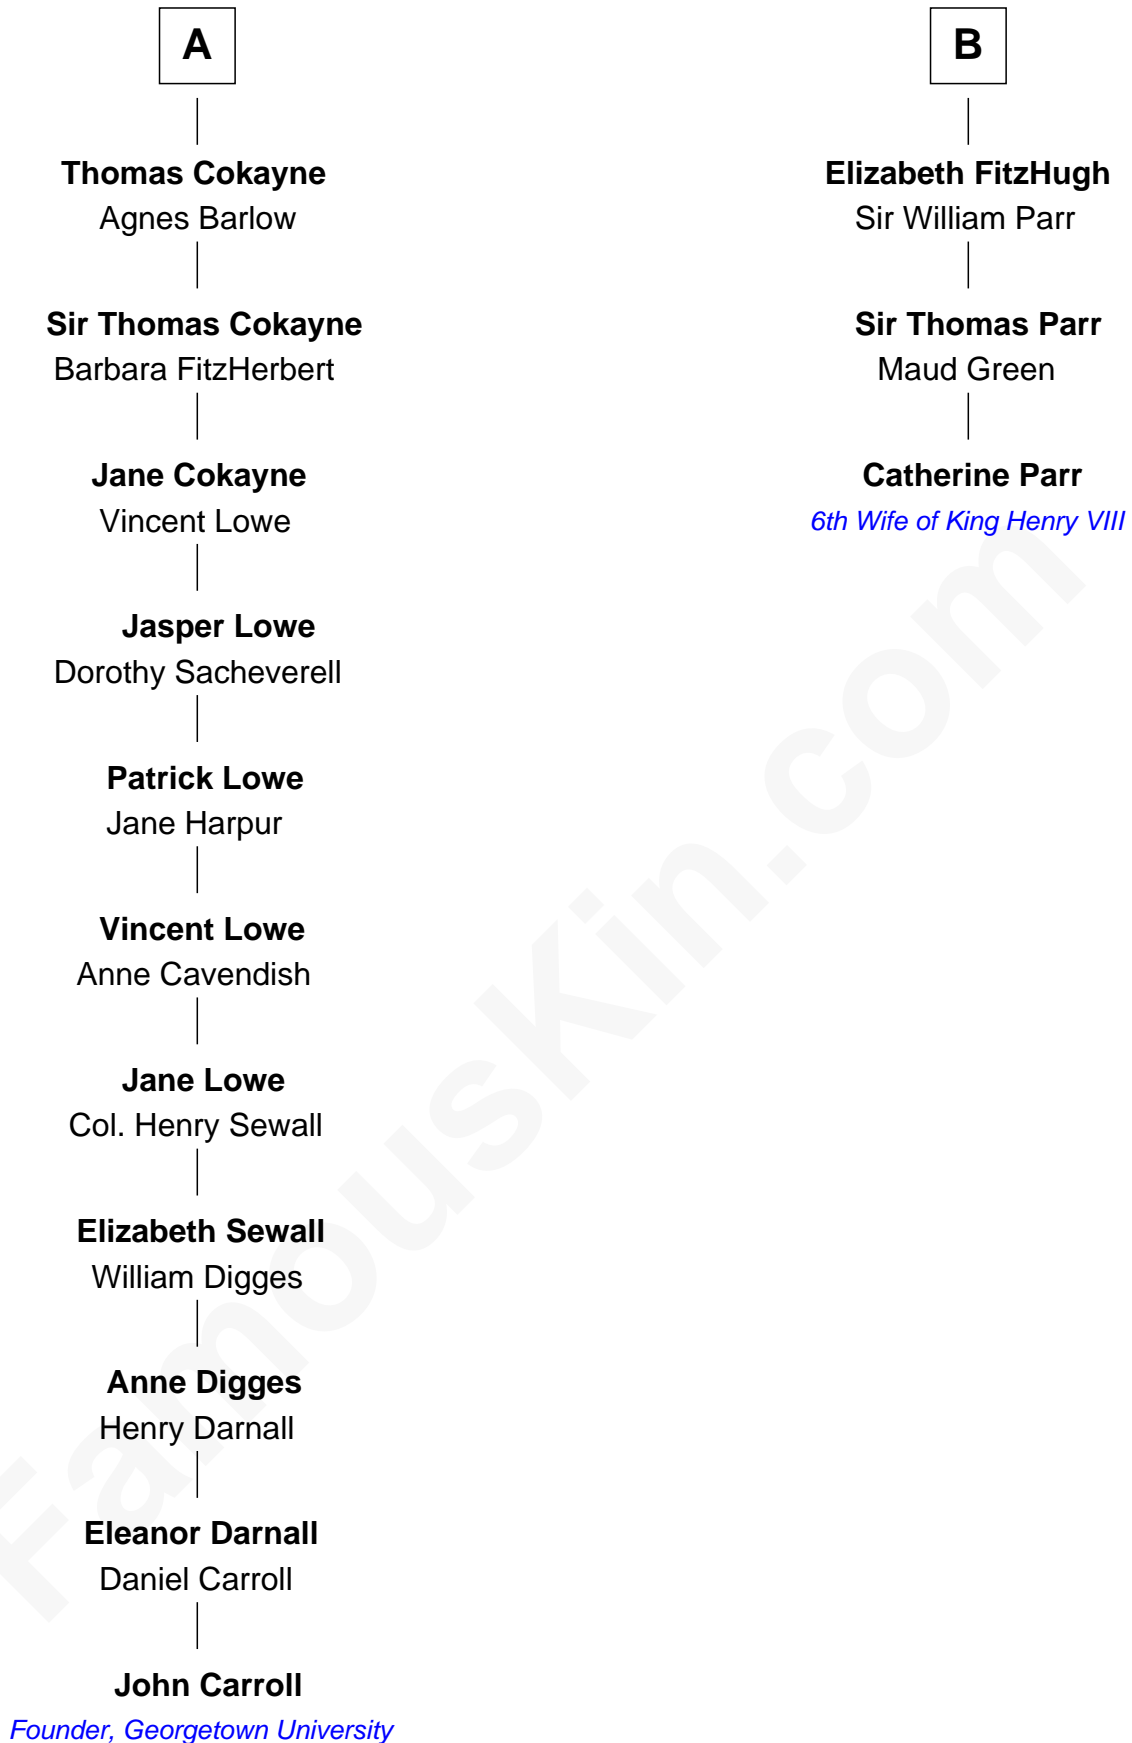 A
Thomas Cokayne
Agnes Barlow
Sir Thomas Cokayne
Barbara FitzHerbert
Jane Cokayne
Vincent Lowe
Jasper Lowe
Dorothy Sacheverell
Patrick Lowe
Jane Harpur
Vincent Lowe
Anne Cavendish
Jane Lowe
Col. Henry Sewall
Elizabeth Sewall
William Digges
Anne Digges
Henry Darnall
Eleanor Darnall
Daniel Carroll
John Carroll
Founder, Georgetown University
B
Elizabeth FitzHugh
Sir William Parr
Sir Thomas Parr
Maud Green
Catherine Parr
6th Wife of King Henry VIII
FamousKin.com